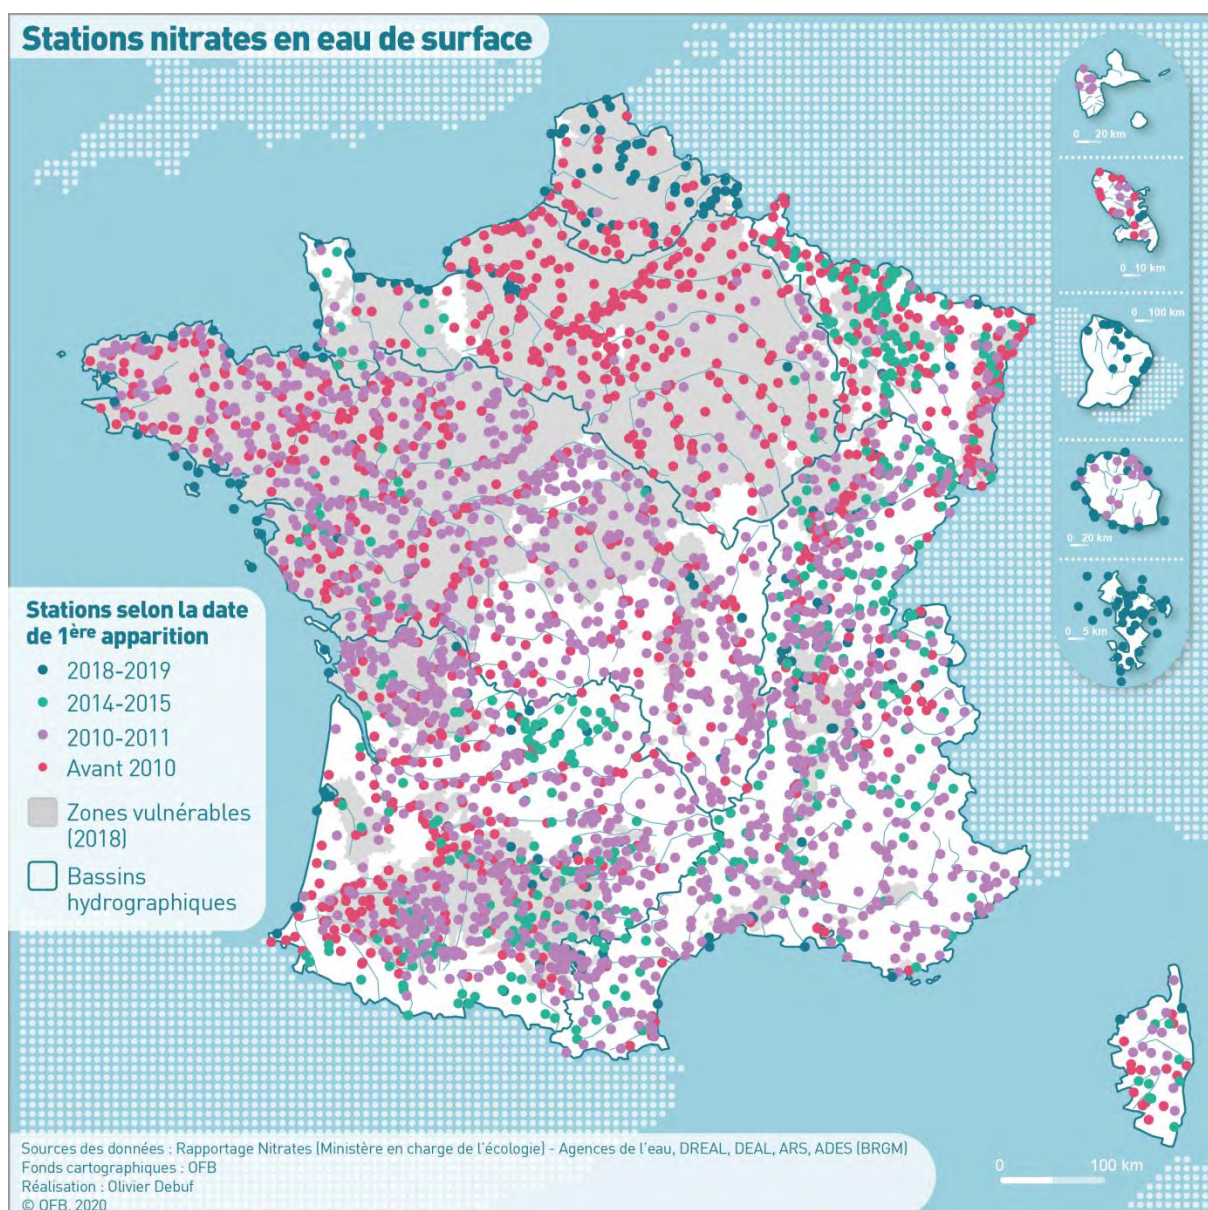 Stations nitrates en eau de surface
0 20 km
0 10 km
0 100 km
0 20 km
0 5 km
Stations selon la date
de 1ère apparition
2018-2019
2014-2015
2010-2011
Avant 2010
Zones vulnérables
(2018)
Bassins
hydrographiques
Sources des données : Rapportage Nitrates (Ministère en charge de l'écologie) - Agences de l'eau, DREAL, DEAL, ARS, ADES (BRGM)
Fonds cartographiques : OFB
Réalisation : Olivier Debuf
© OFB, 2020
0 100 km